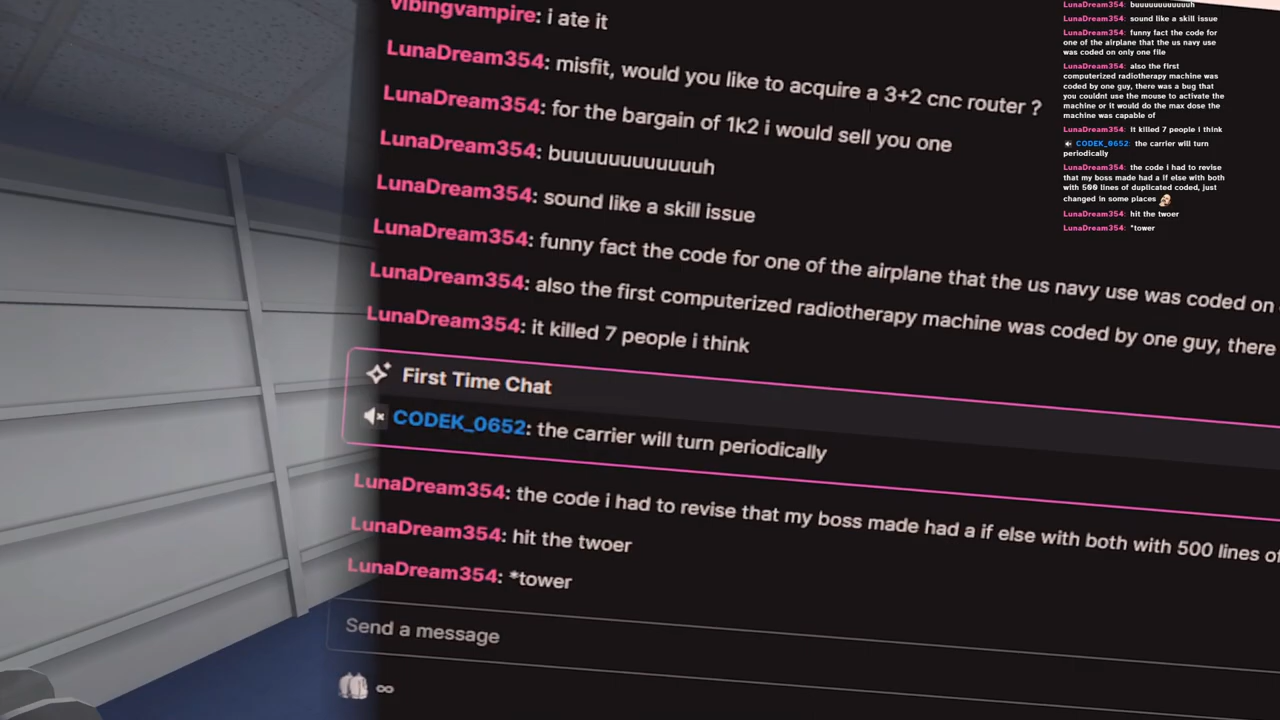 vibingvampire: i ate it
LunaDream354: misfit, would you like to acquire a 3+2 cnc router ?
LunaDream354: for the bargain of 1k2 i would sell you one
LunaDream354: buuuuuuuuuuuuh
LunaDream354: sound like a skill issue
LunaDream354: funny fact the code for one of the airplane that the us navy use was coded on
LunaDream354: also the first computerized radiotherapy machine was coded by one guy, there
LunaDream354: it killed 7 people i think
First Time Chat
CODEK_0652: the carrier will turn periodically
LunaDream354: the code i had to revise that my boss made had a if else with both with 500 lines of
LunaDream354: hit the twoer
LunaDream354: *tower
Send a message
∞
LunaDream354: buuuuuuuuuuuuh
LunaDream354: sound like a skill issue
LunaDream354: funny fact the code for
one of the airplane that the us navy use
was coded on only one file
LunaDream354: also the first
computerized radiotherapy machine was
coded by one guy, there was a bug that
you couldnt use the mouse to activate the
machine or it would do the max dose the
machine was capable of
LunaDream354: it killed 7 people i think
CODEK_0652: the carrier will turn
periodically
LunaDream354: the code i had to revise
that my boss made had a if else with both
with 500 lines of duplicated coded, just
changed in some places
LunaDream354: hit the twoer
LunaDream354: *tower